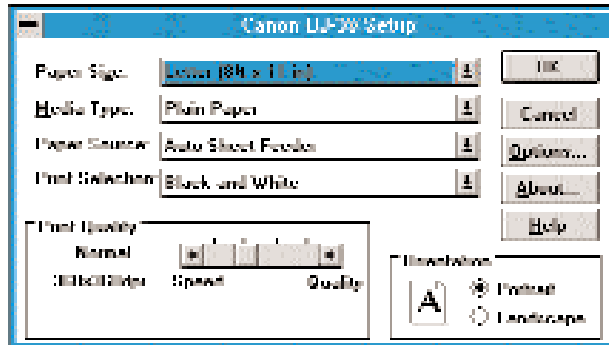 Canon BJ-30 Setup
Paper Size: Letter (8½ x 11 in)
Media Type: Plain Paper
Paper Source: Auto Sheet Feeder
Print Selection: Black and White
OK
Cancel
Options...
About...
Help
Print Quality
Normal
Speed Quality
Orientation
A
Portrait
Landscape